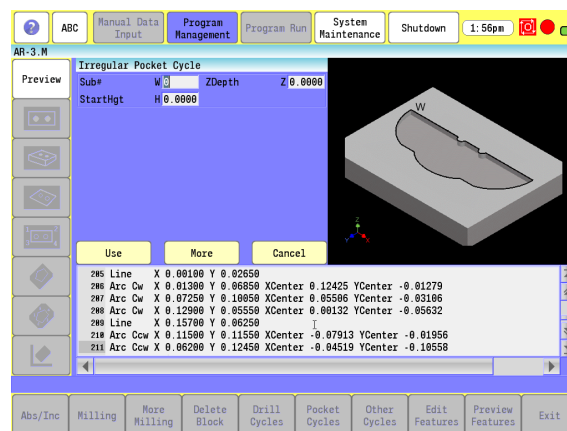 ?
ABC
Manual Data Input
Program Management
Program Run
System Maintenance
Shutdown
1:56pm
AR-3.M
Preview
Irregular Pocket Cycle
Sub# W 0 ZDepth Z 0.0000
StartHgt H 0.0000
W
Z
Y X
Use More Cancel
205 Line X 0.00100 Y 0.02650
206 Arc Cw X 0.01300 Y 0.06850 XCenter 0.12425 YCenter -0.01279
207 Arc Cw X 0.07250 Y 0.10050 XCenter 0.05506 YCenter -0.03106
208 Arc Cw X 0.12900 Y 0.05550 XCenter 0.00132 YCenter -0.05632
209 Line X 0.15700 Y 0.06250
210 Arc Ccw X 0.11500 Y 0.11550 XCenter -0.07913 YCenter -0.01956
211 Arc Ccw X 0.06200 Y 0.12450 XCenter -0.04519 YCenter -0.10558
Abs/Inc
Milling
More Milling
Delete Block
Drill Cycles
Pocket Cycles
Other Cycles
Edit Features
Preview Features
Exit